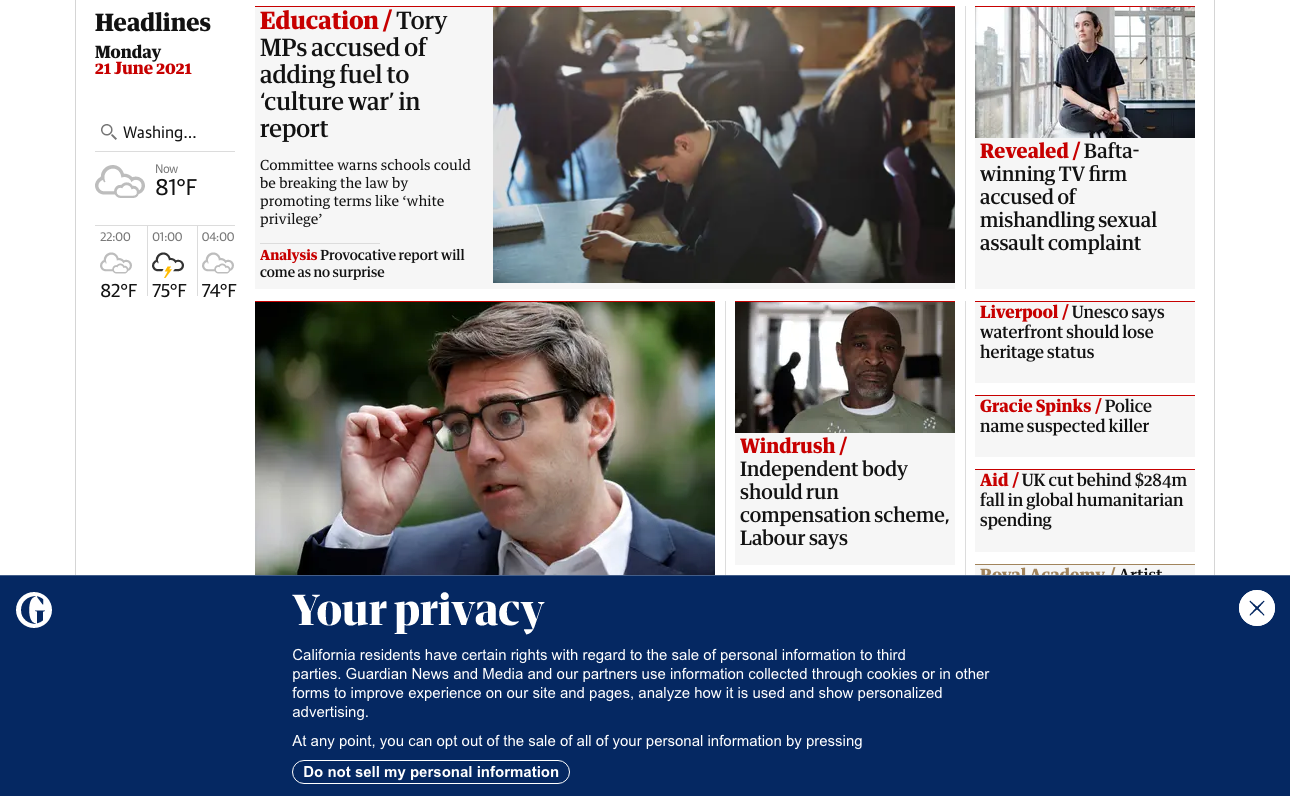 Headlines
Monday
21 June 2021
Washing...
Now
81°F
22:00
82°F
01:00
75°F
04:00
74°F
Education / Tory
MPs accused of
adding fuel to
‘culture war’ in
report
Committee warns schools could
be breaking the law by
promoting terms like ‘white
privilege’
Analysis Provocative report will
come as no surprise
Revealed / Bafta-
winning TV firm
accused of
mishandling sexual
assault complaint
Windrush /
Independent body
should run
compensation scheme,
Labour says
Liverpool / Unesco says
waterfront should lose
heritage status
Gracie Spinks / Police
name suspected killer
Aid / UK cut behind $284m
fall in global humanitarian
spending
Royal Academy / Artist
G
Your privacy
California residents have certain rights with regard to the sale of personal information to third
parties. Guardian News and Media and our partners use information collected through cookies or in other
forms to improve experience on our site and pages, analyze how it is used and show personalized
advertising.
At any point, you can opt out of the sale of all of your personal information by pressing
Do not sell my personal information